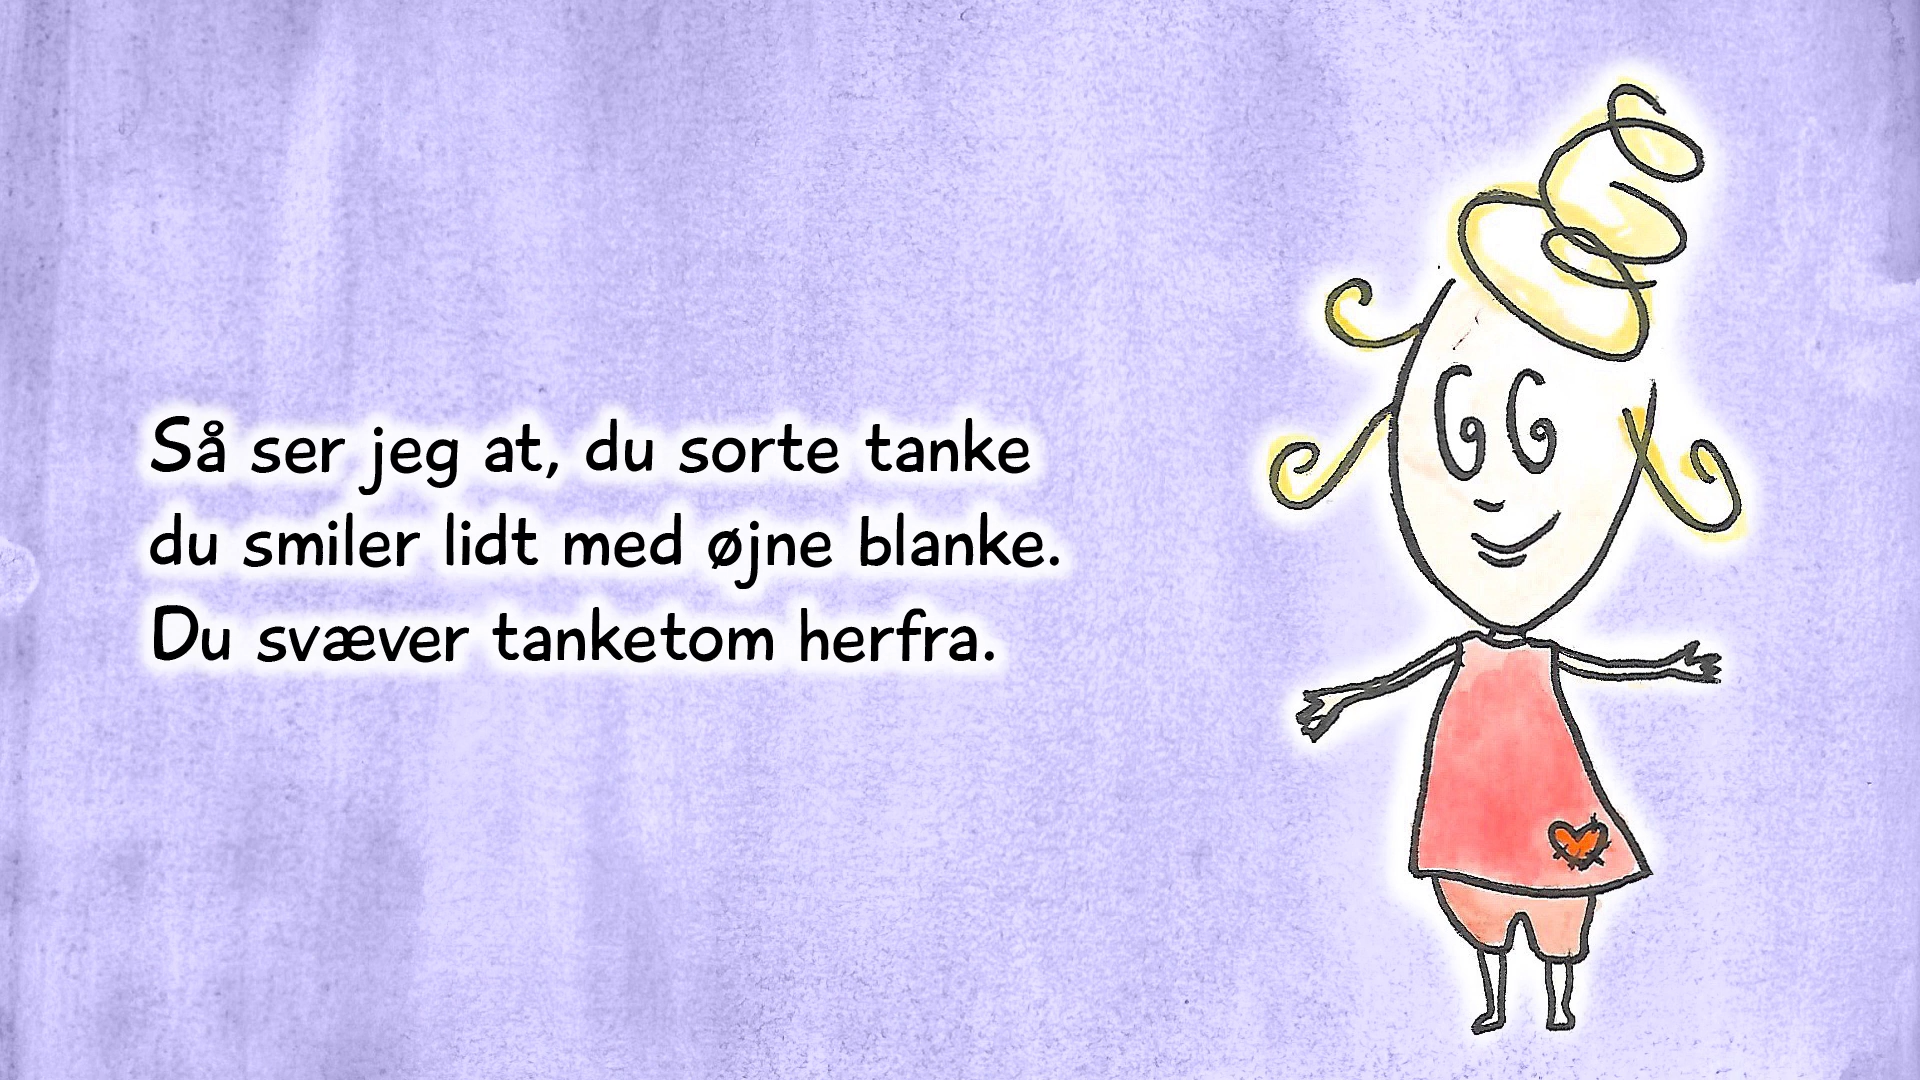 Så ser jeg at, du sorte tanke
du smiler lidt med øjne blanke.
Du svæver tanketom herfra.